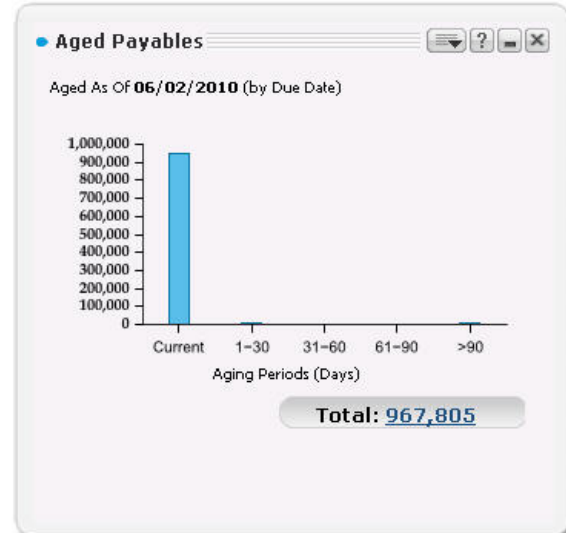 Aged Payables
?
Aged As Of 06/02/2010 (by Due Date)
1,000,000
900,000
800,000
700,000
600,000
500,000
400,000
300,000
200,000
100,000
0
Current 1-30 31-60 61-90 >90
Aging Periods (Days)
Total: 967,805